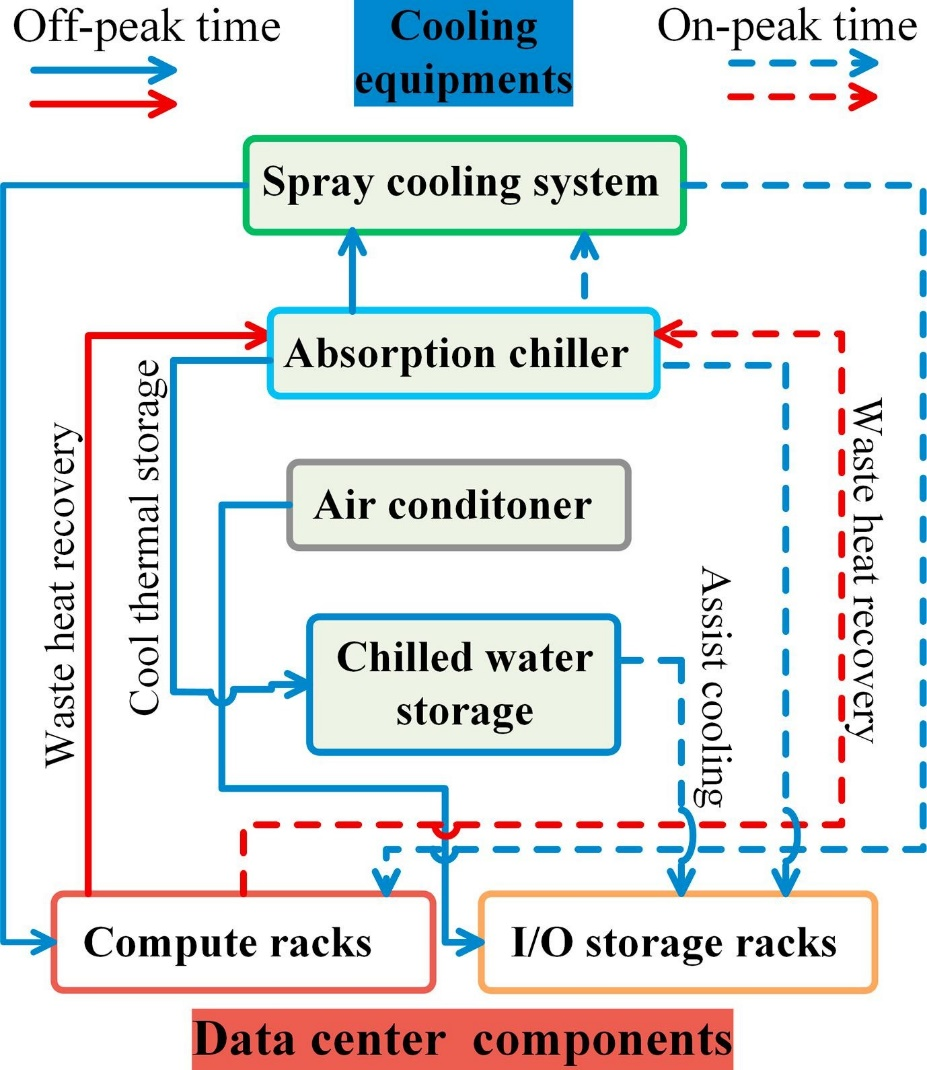 Off-peak time
Cooling
equipments
On-peak time
Spray cooling system
Absorption chiller
Waste heat recovery
Cool thermal storage
Air conditoner
Waste heat recovery
Assist cooling
Chilled water
storage
Compute racks
I/O storage racks
Data center components